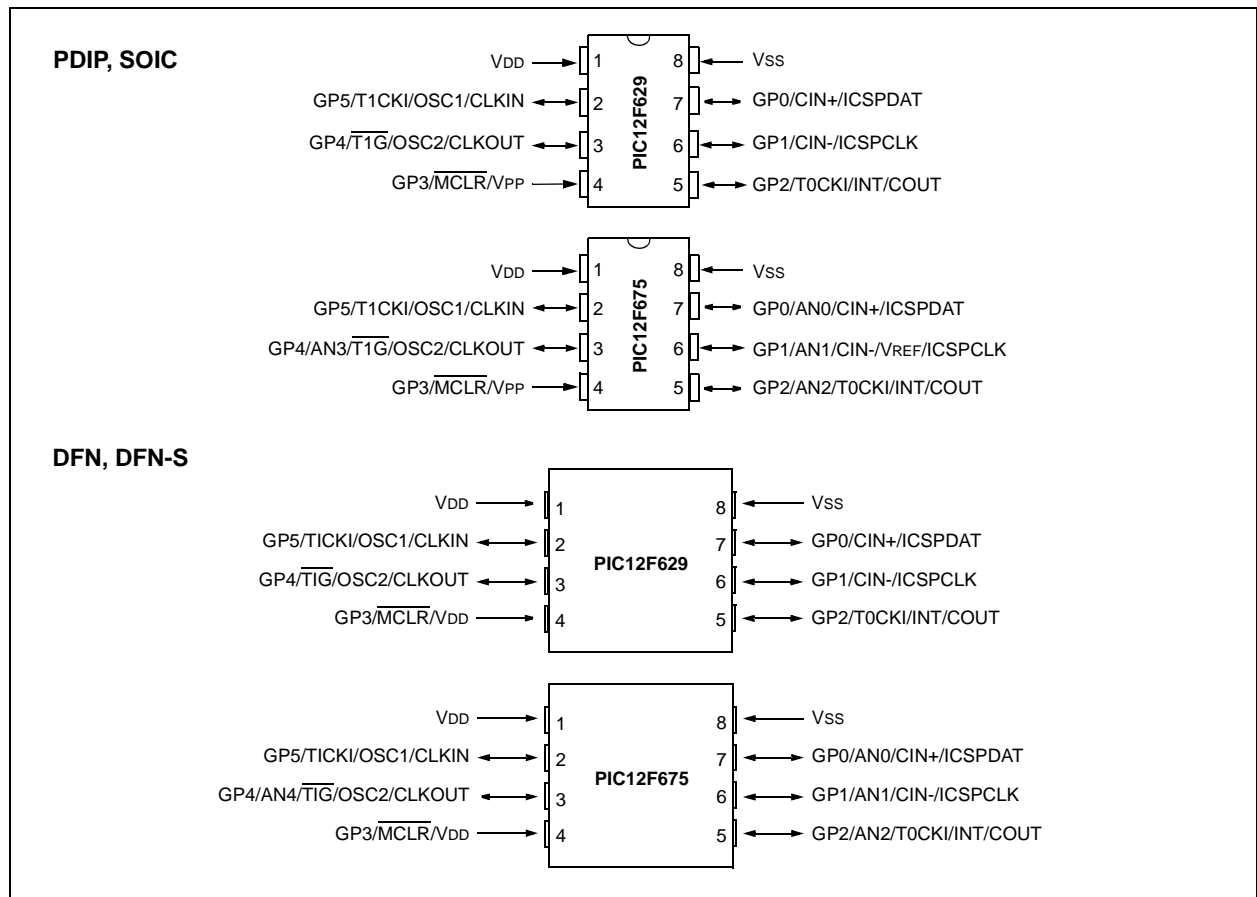 PDIP, SOIC
VDD 1 8 VSS
GP5/T1CKI/OSC1/CLKIN 2 7 GP0/CIN+/ICSPDAT
GP4/T1G/OSC2/CLKOUT 3 6 GP1/CIN-/ICSPCLK
GP3/MCLR/VPP 4 5 GP2/T0CKI/INT/COUT
PIC12F629
VDD 1 8 VSS
GP5/T1CKI/OSC1/CLKIN 2 7 GP0/AN0/CIN+/ICSPDAT
GP4/AN3/T1G/OSC2/CLKOUT 3 6 GP1/AN1/CIN-/VREF/ICSPCLK
GP3/MCLR/VPP 4 5 GP2/AN2/T0CKI/INT/COUT
PIC12F675
DFN, DFN-S
VDD 1 8 VSS
GP5/TICKI/OSC1/CLKIN 2 7 GP0/CIN+/ICSPDAT
PIC12F629
GP4/TIG/OSC2/CLKOUT 3 6 GP1/CIN-/ICSPCLK
GP3/MCLR/VDD 4 5 GP2/T0CKI/INT/COUT
VDD 1 8 VSS
GP5/TICKI/OSC1/CLKIN 2 7 GP0/AN0/CIN+/ICSPDAT
PIC12F675
GP4/AN4/TIG/OSC2/CLKOUT 3 6 GP1/AN1/CIN-/ICSPCLK
GP3/MCLR/VDD 4 5 GP2/AN2/T0CKI/INT/COUT